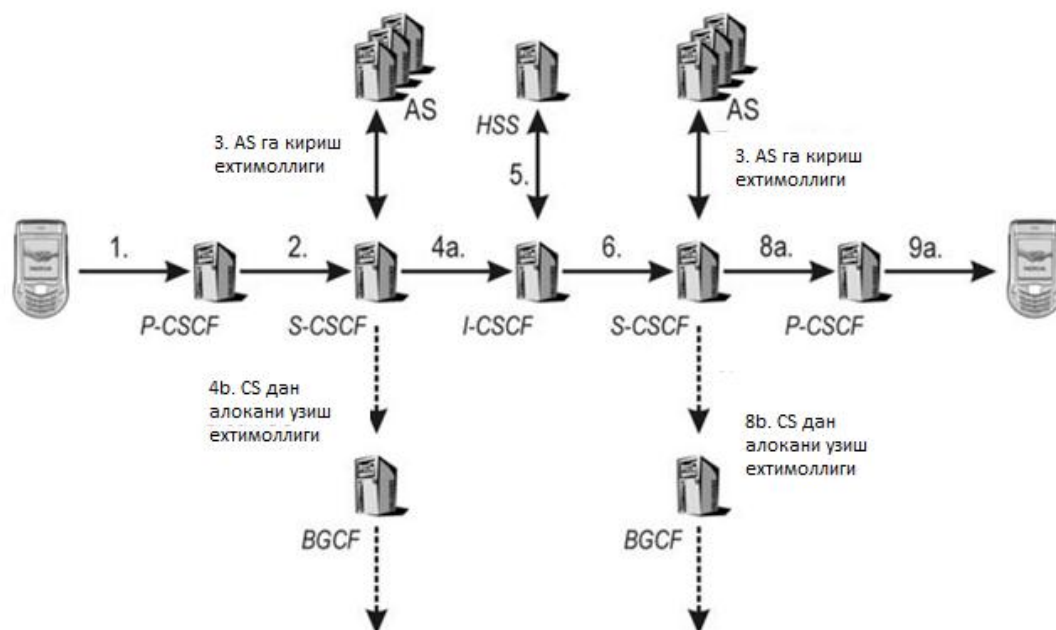 AS
HSS
AS
3. AS га кириш
ехтимоллиги
5.
3. AS га кириш
ехтимоллиги
1.
2.
4a.
6.
8a.
9a.
P-CSCF
S-CSCF
I-CSCF
S-CSCF
P-CSCF
4b. CS дан
алокани узиш
ехтимоллиги
8b. CS дан
алокани узиш
ехтимоллиги
BGCF
BGCF